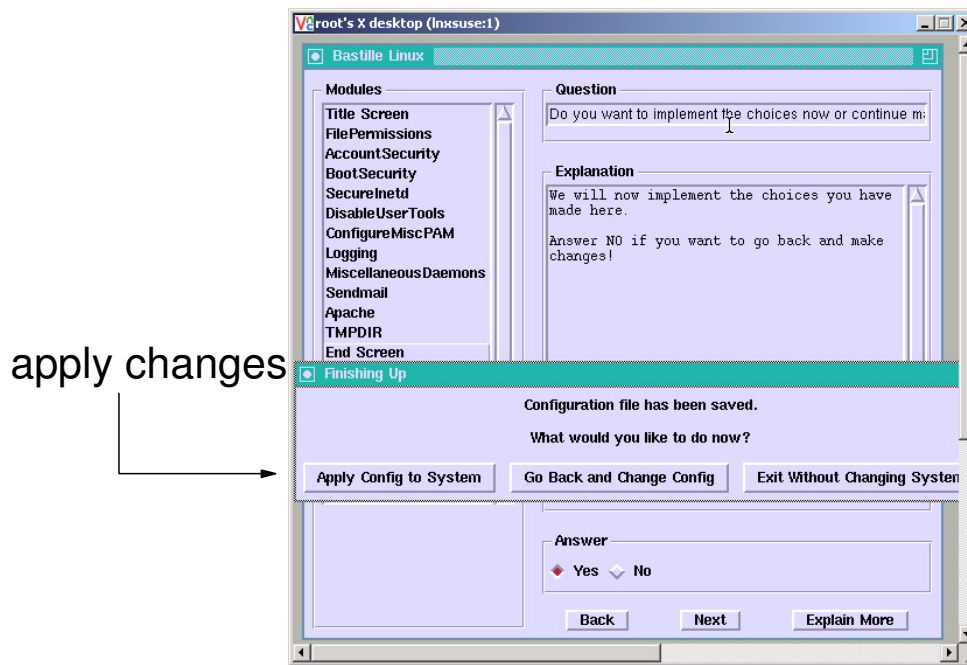 root's X desktop (lnxsuse:1)
Bastille Linux
Modules
Title Screen
FilePermissions
AccountSecurity
BootSecurity
SecureInetd
DisableUserTools
ConfigureMiscPAM
Logging
MiscellaneousDaemons
Sendmail
Apache
TMPDIR
End Screen
Question
Do you want to implement the choices now or continue ma
Explanation
We will now implement the choices you have
made here.
Answer NO if you want to go back and make
changes!
apply changes
Finishing Up
Configuration file has been saved.
What would you like to do now?
Apply Config to System
Go Back and Change Config
Exit Without Changing System
Answer
Yes
No
Back
Next
Explain More